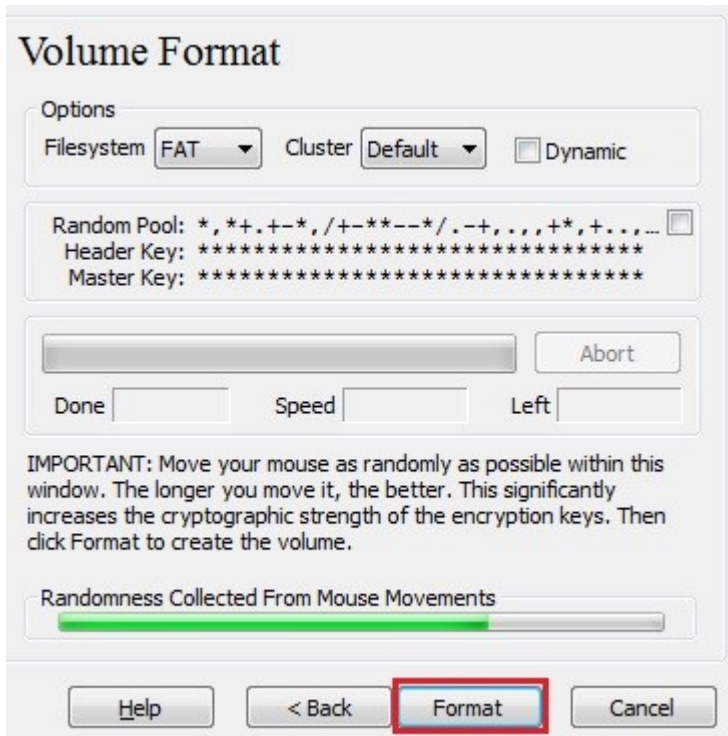 Volume Format
Options
Filesystem FAT Cluster Default Dynamic
Random Pool: *,*+.+-*,/+-**--*/.-+,.,,+*,+..,…
Header Key: ********************************
Master Key: ********************************
Abort
Done Speed Left
IMPORTANT: Move your mouse as randomly as possible within this
window. The longer you move it, the better. This significantly
increases the cryptographic strength of the encryption keys. Then
click Format to create the volume.
Randomness Collected From Mouse Movements
Help < Back Format Cancel